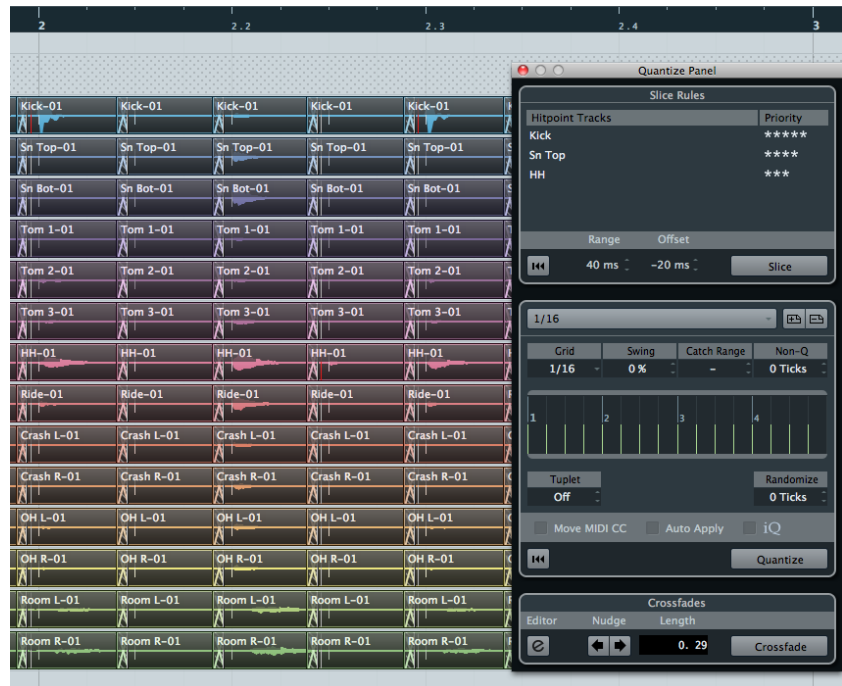 2 2.2 2.3 2.4 3
Quantize Panel
Slice Rules
Hitpoint Tracks Priority
Kick *****
Sn Top ****
HH ***
Range Offset
40 ms -20 ms Slice
1/16
Grid Swing Catch Range Non-Q
1/16 0 % – 0 Ticks
1 2 3 4
Tuplet Randomize
Off 0 Ticks
Move MIDI CC Auto Apply iQ
Quantize
Crossfades
Editor Nudge Length
e 0. 29 Crossfade
Kick-01 Kick-01 Kick-01 Kick-01 Kick-01
Sn Top-01 Sn Top-01 Sn Top-01 Sn Top-01 Sn Top-01
Sn Bot-01 Sn Bot-01 Sn Bot-01 Sn Bot-01 Sn Bot-01
Tom 1-01 Tom 1-01 Tom 1-01 Tom 1-01 Tom 1-01
Tom 2-01 Tom 2-01 Tom 2-01 Tom 2-01 Tom 2-01
Tom 3-01 Tom 3-01 Tom 3-01 Tom 3-01 Tom 3-01
HH-01 HH-01 HH-01 HH-01 HH-01
Ride-01 Ride-01 Ride-01 Ride-01 Ride-01
Crash L-01 Crash L-01 Crash L-01 Crash L-01 Crash L-01
Crash R-01 Crash R-01 Crash R-01 Crash R-01 Crash R-01
OH L-01 OH L-01 OH L-01 OH L-01 OH L-01
OH R-01 OH R-01 OH R-01 OH R-01 OH R-01
Room L-01 Room L-01 Room L-01 Room L-01 Room L-01
Room R-01 Room R-01 Room R-01 Room R-01 Room R-01